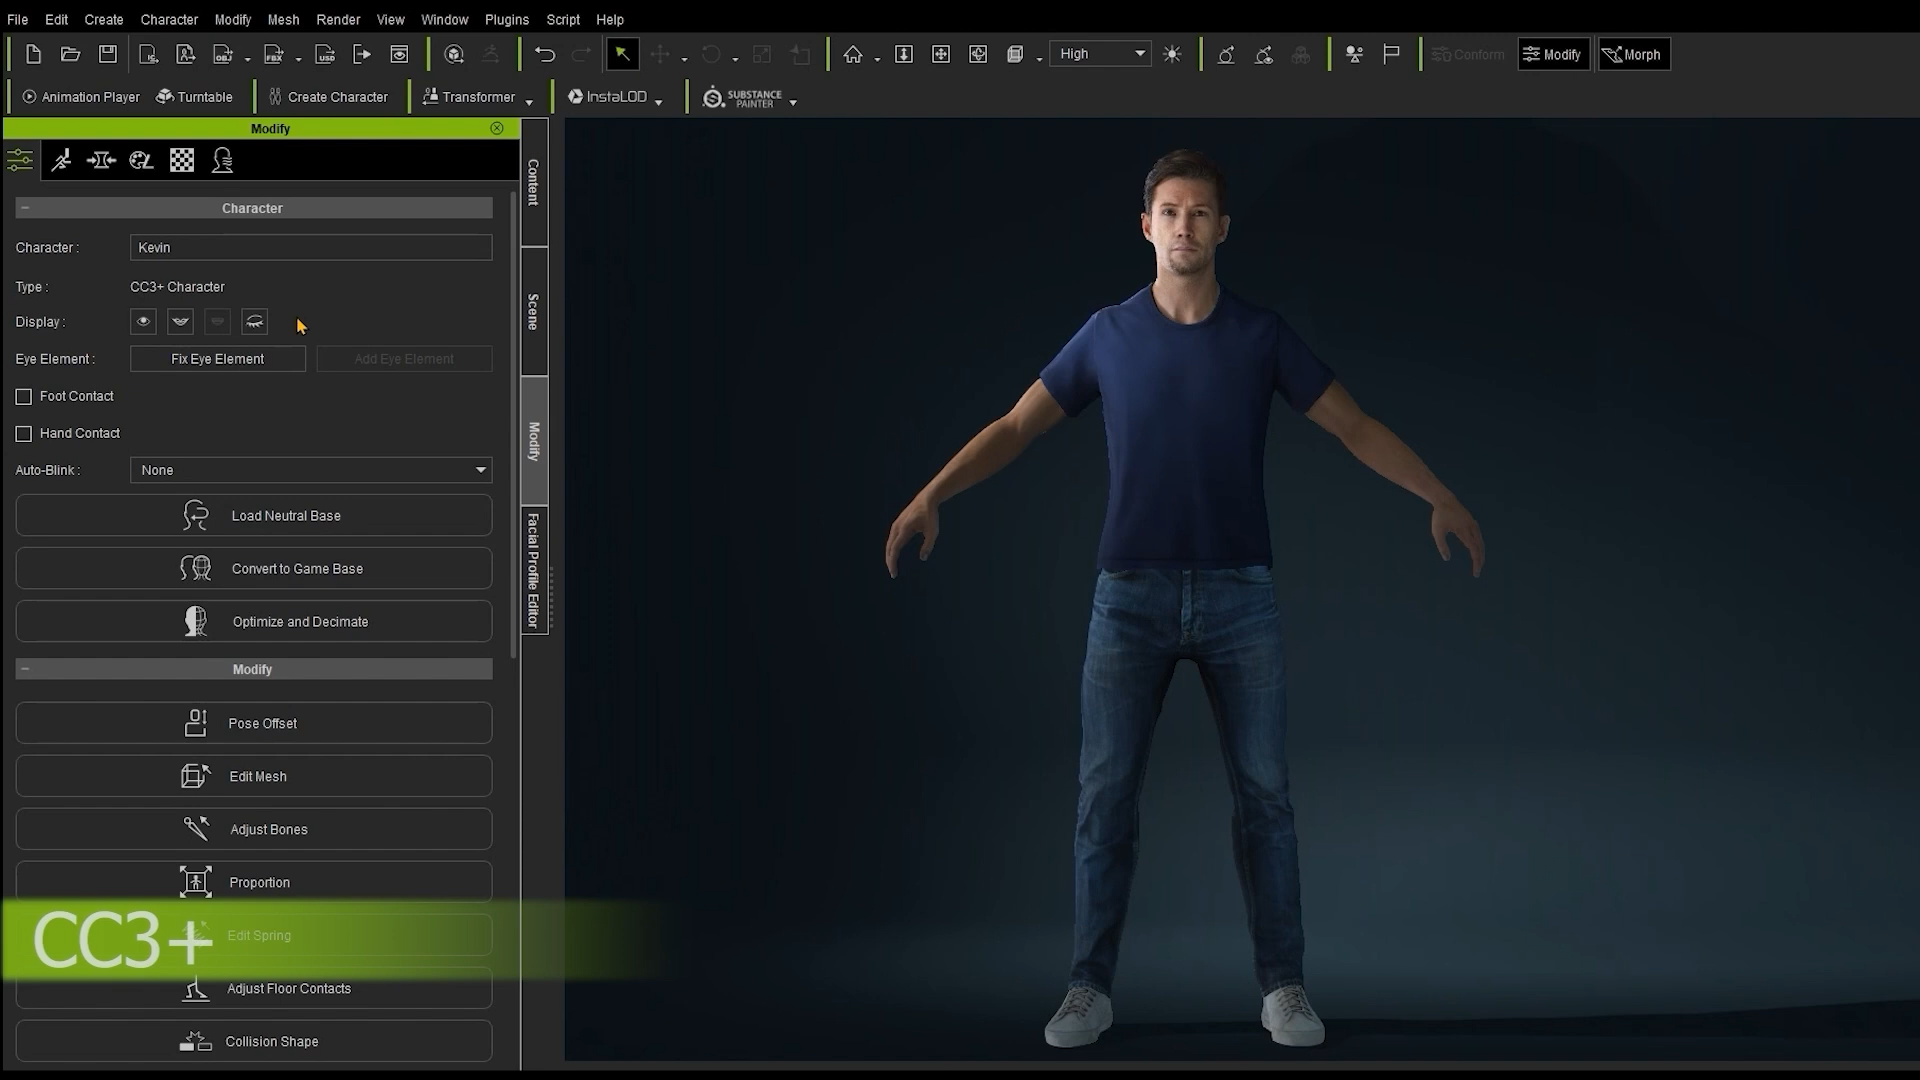 File Edit Create Character Modify Mesh Render View Window Plugins Script Help
OBJ FBX USD High Conform Modify Morph
Animation Player Turntable Create Character Transformer InstaLOD SUBSTANCE PAINTER
Modify
Content
Scene
Modify
Facial Profile Editor
Character
Character : Kevin
Type : CC3+ Character
Display :
Eye Element : Fix Eye Element Add Eye Element
Foot Contact
Hand Contact
Auto-Blink : None
Load Neutral Base
Convert to Game Base
Optimize and Decimate
Modify
Pose Offset
Edit Mesh
Adjust Bones
Proportion
CC3+
Edit Spring
Adjust Floor Contacts
Collision Shape